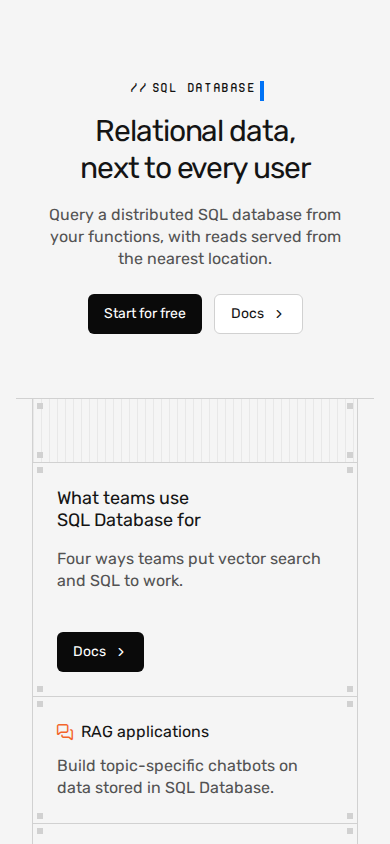 // SQL DATABASE
Relational data,
next to every user
Query a distributed SQL database from
your functions, with reads served from
the nearest location.
Start for free
Docs
What teams use
SQL Database for
Four ways teams put vector search
and SQL to work.
Docs
RAG applications
Build topic-specific chatbots on
data stored in SQL Database.